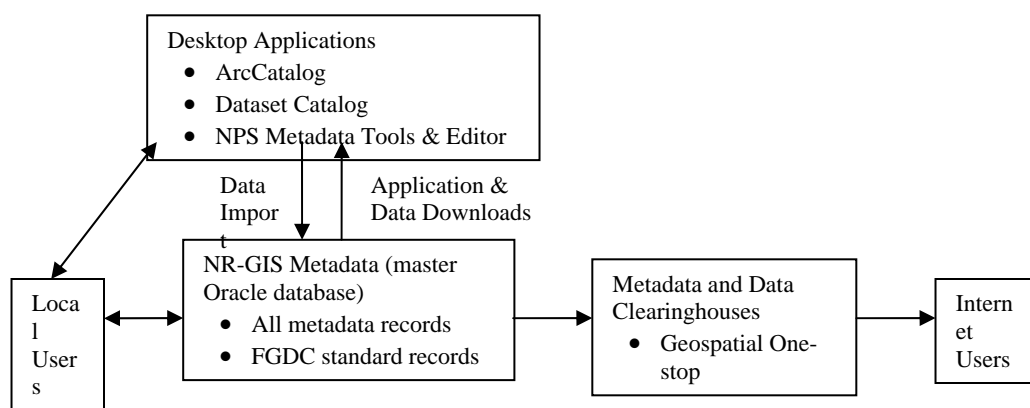 Desktop Applications
• ArcCatalog
• Dataset Catalog
• NPS Metadata Tools & Editor
Data
Impor
t
Application &
Data Downloads
Loca
l
User
s
NR-GIS Metadata (master
Oracle database)
• All metadata records
• FGDC standard records
Metadata and Data
Clearinghouses
• Geospatial One-
stop
Intern
et
Users